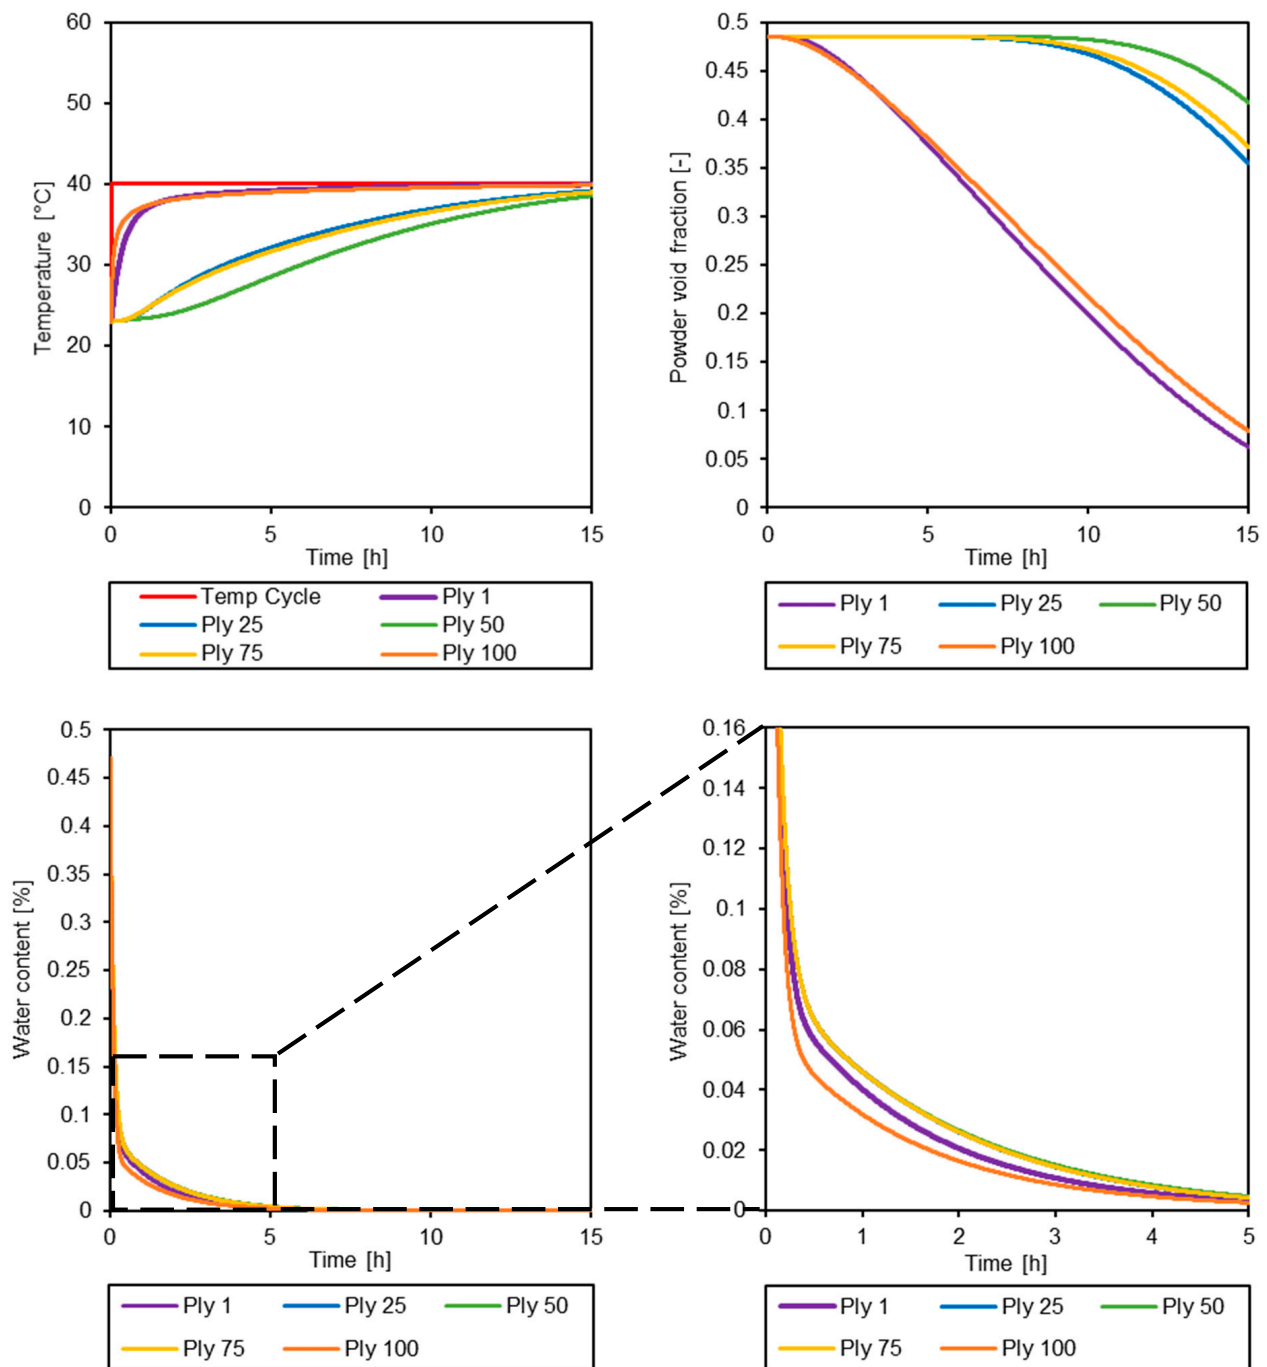 60
50
40
30
20
10
0
Temperature [°C]
0 5 10 15
Time [h]
Temp Cycle Ply 1
Ply 25 Ply 50
Ply 75 Ply 100
0.5
0.45
0.4
0.35
0.3
0.25
0.2
0.15
0.1
0.05
0
Powder void fraction [-]
0 5 10 15
Time [h]
Ply 1 Ply 25 Ply 50
Ply 75 Ply 100
0.5
0.45
0.4
0.35
0.3
0.25
0.2
0.15
0.1
0.05
0
Water content [%]
0 5 10 15
Time [h]
Ply 1 Ply 25 Ply 50
Ply 75 Ply 100
0.16
0.14
0.12
0.1
0.08
0.06
0.04
0.02
0
Water content [%]
0 1 2 3 4 5
Time [h]
Ply 1 Ply 25 Ply 50
Ply 75 Ply 100